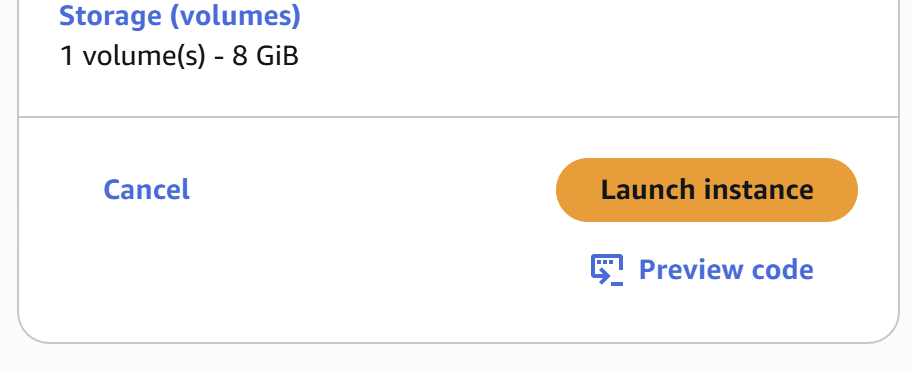 Storage (volumes)
1 volume(s) - 8 GiB
Cancel
Launch instance
Preview code